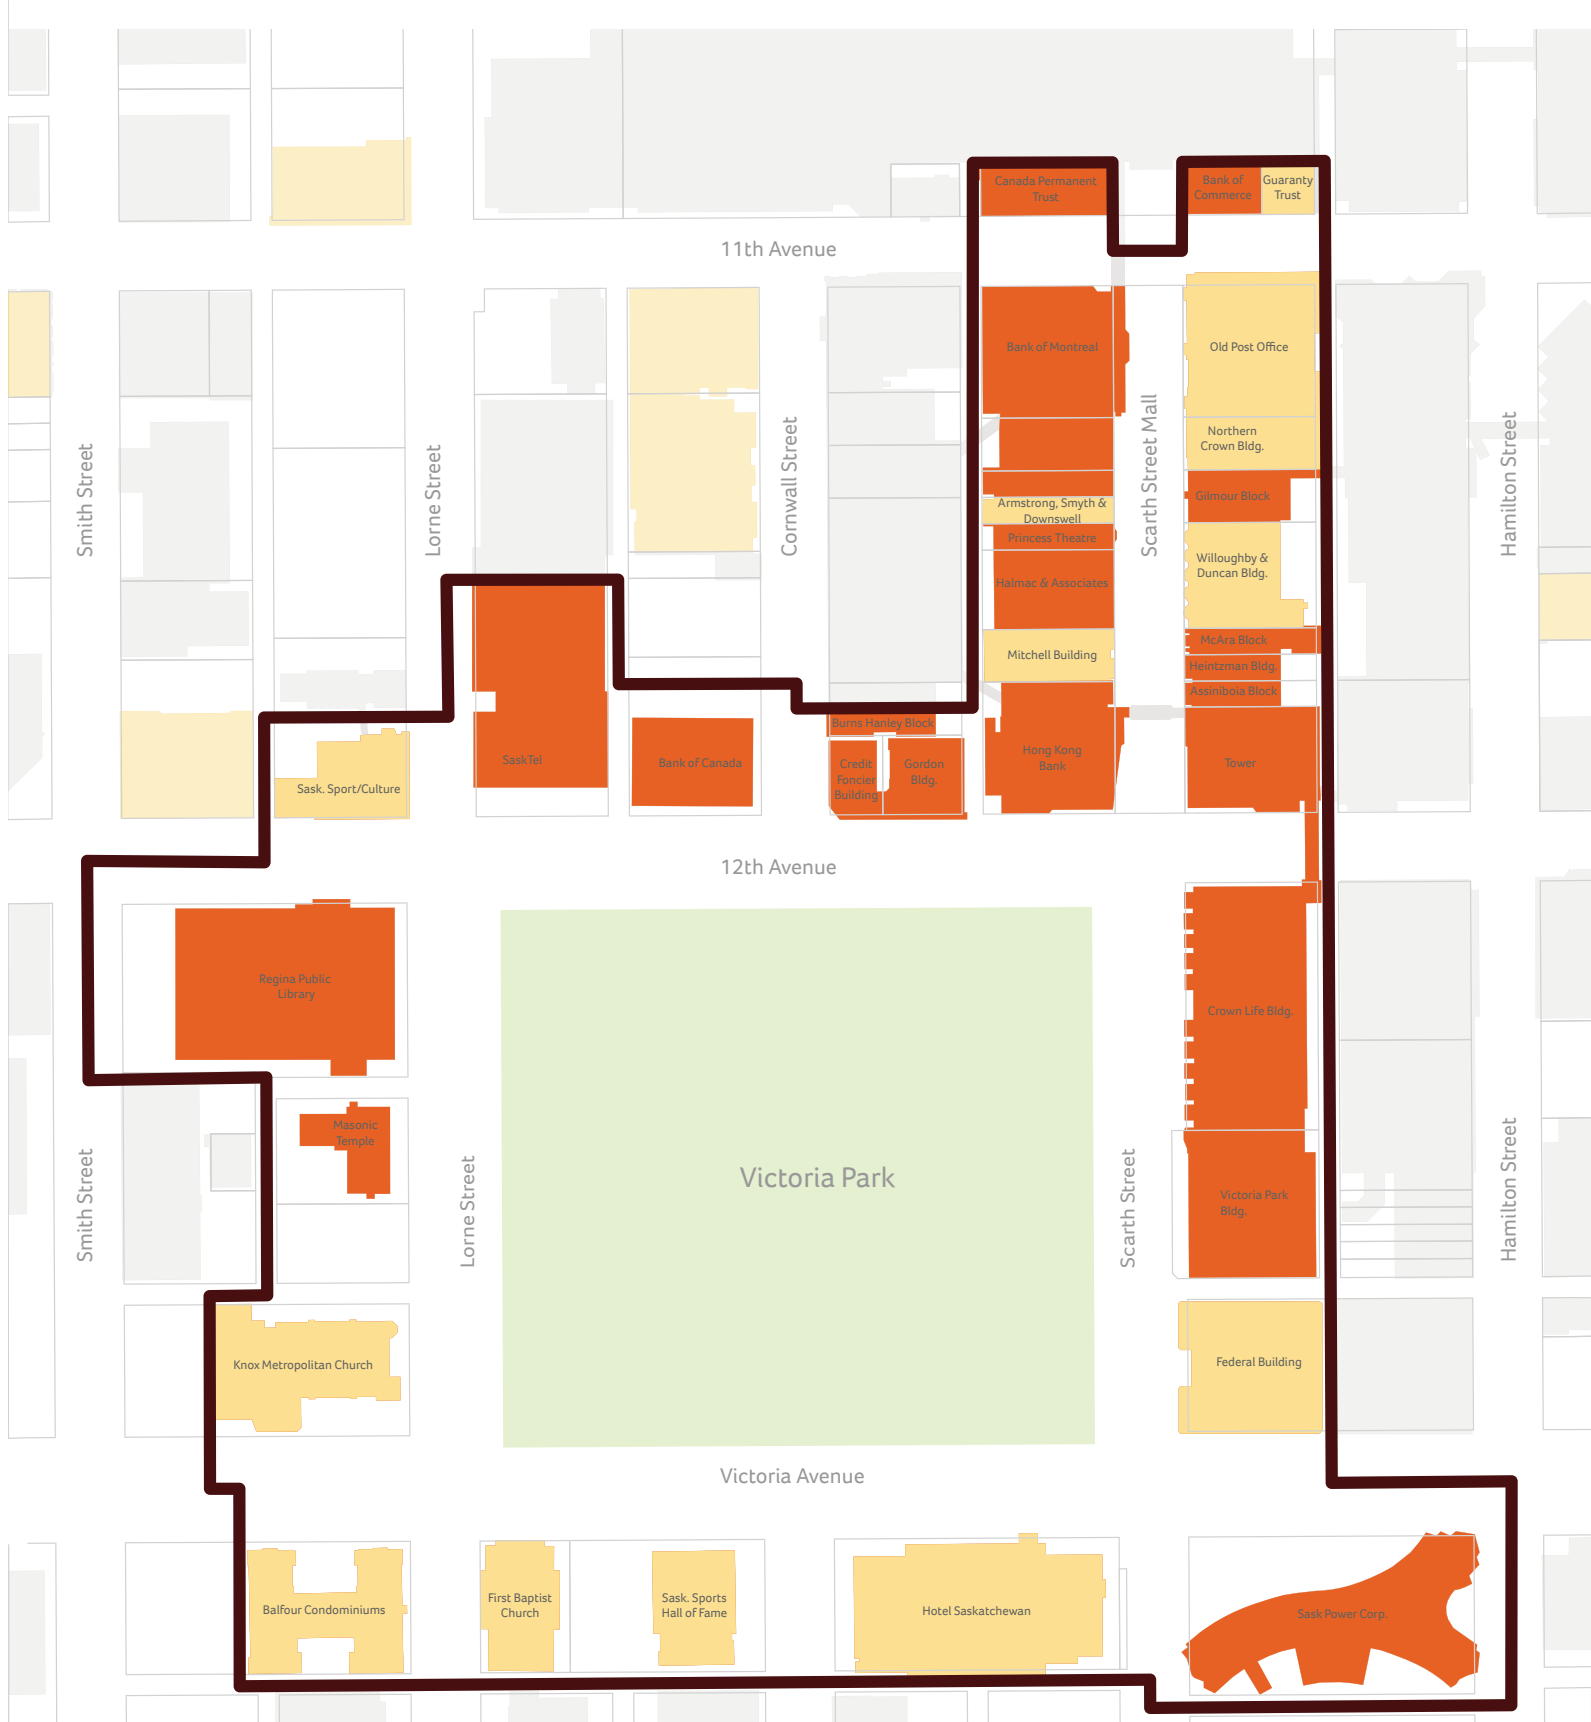 Canada Permanent
Trust
Bank of
Commerce
Guaranty
Trust
11th Avenue
Bank of Montreal
Old Post Office
Northern
Crown Bldg.
Smith Street
Lorne Street
Cornwall Street
Scarth Street Mall
Hamilton Street
Gilmour Block
Armstrong, Smyth &
Downswell
Princess Theatre
Willoughby &
Duncan Bldg.
Halmac & Associates
McAra Block
Mitchell Building
Heintzman Bldg.
Assiniboia Block
Burns Hanley Block
SaskTel
Bank of Canada
Credit
Foncier
Building
Gordon
Bldg.
Hong Kong
Bank
Tower
Sask. Sport/Culture
12th Avenue
Regina Public
Library
Crown Life Bldg.
Masonic
Temple
Smith Street
Lorne Street
Victoria Park
Scarth Street
Victoria Park
Bldg.
Hamilton Street
Knox Metropolitan Church
Federal Building
Victoria Avenue
Balfour Condominiums
First Baptist
Church
Sask. Sports
Hall of Fame
Hotel Saskatchewan
Sask Power Corp.